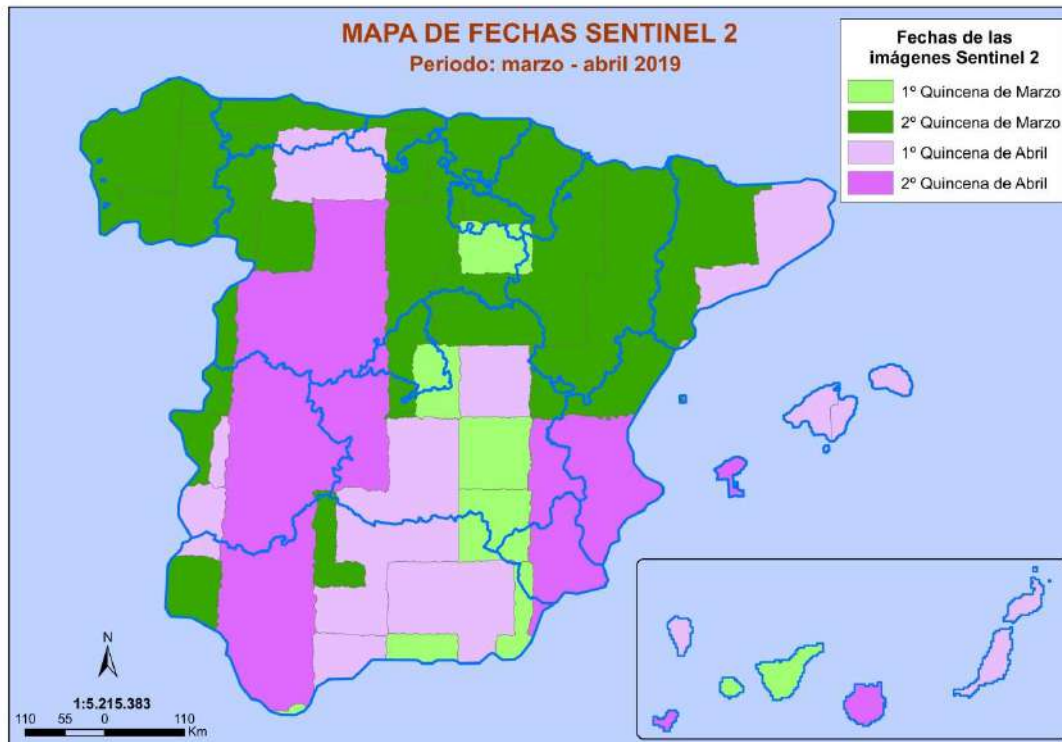 MAPA DE FECHAS SENTINEL 2
Periodo: marzo - abril 2019
Fechas de las
imágenes Sentinel 2
1º Quincena de Marzo
2º Quincena de Marzo
1º Quincena de Abril
2º Quincena de Abril
N
1:5.215.383
110 55 0 110
Km